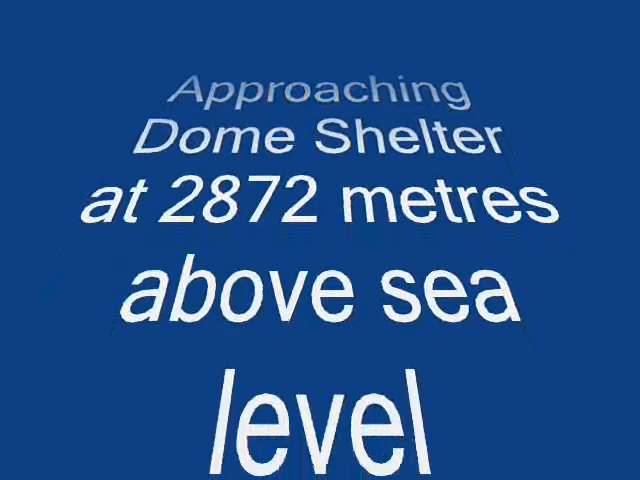 Approaching
Dome Shelter
at 2872 metres
above sea
level